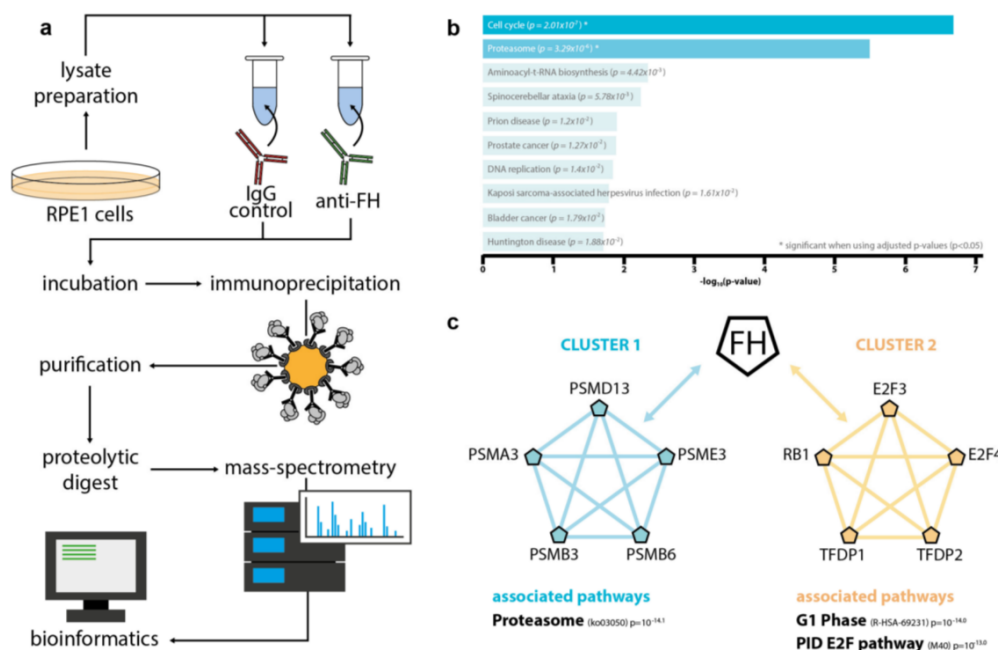 a
lysate
preparation
RPE1 cells
IgG
control
anti-FH
incubation
immunoprecipitation
purification
proteolytic
digest
mass-spectrometry
bioinformatics
b
Cell cycle (p = 2.01x10⁻⁷) *
Proteasome (p = 3.29x10⁻⁶) *
Aminoacyl-t-RNA biosynthesis (p = 4.42x10⁻³)
Spinocerebellar ataxia (p = 5.78x10⁻³)
Prion disease (p = 1.2x10⁻²)
Prostate cancer (p = 1.27x10⁻²)
DNA replication (p = 1.4x10⁻²)
Kaposi sarcoma-associated herpesvirus infection (p = 1.61x10⁻²)
Bladder cancer (p = 1.79x10⁻²)
Huntington disease (p = 1.88x10⁻²)
* significant when using adjusted p-values (p<0.05)
0 1 2 3 4 5 6 7
-log₁₀(p-value)
c
FH
CLUSTER 1
PSMD13
PSMA3
PSME3
PSMB3
PSMB6
associated pathways
Proteasome (ko03050) p=10⁻¹⁴·¹
CLUSTER 2
E2F3
RB1
E2F4
TFDP1
TFDP2
associated pathways
G1 Phase (R-HSA-69231) p=10⁻¹⁴·⁰
PID E2F pathway (M40) p=10⁻¹³·⁰